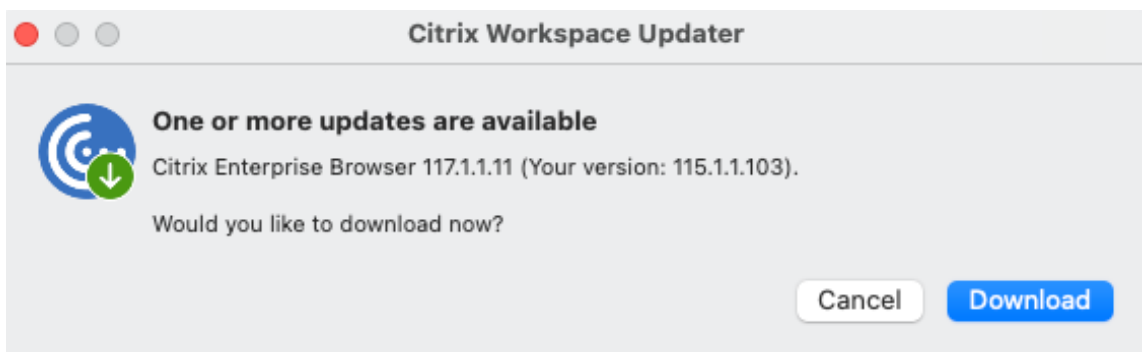 Citrix Workspace Updater
One or more updates are available
Citrix Enterprise Browser 117.1.1.11 (Your version: 115.1.1.103).
Would you like to download now?
Cancel
Download